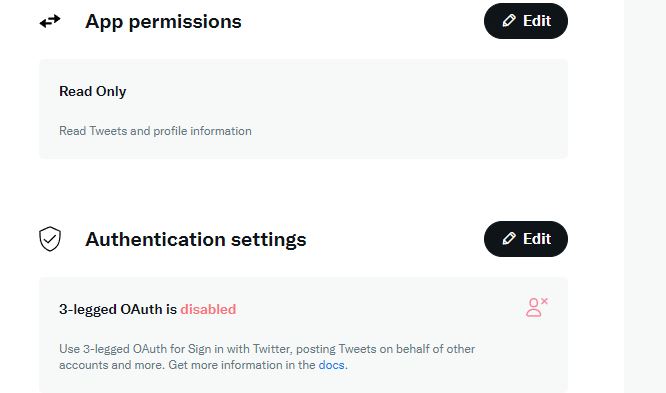 App permissions
Edit
Read Only
Read Tweets and profile information
Authentication settings
Edit
3-legged OAuth is disabled
Use 3-legged OAuth for Sign in with Twitter, posting Tweets on behalf of other
accounts and more. Get more information in the docs.